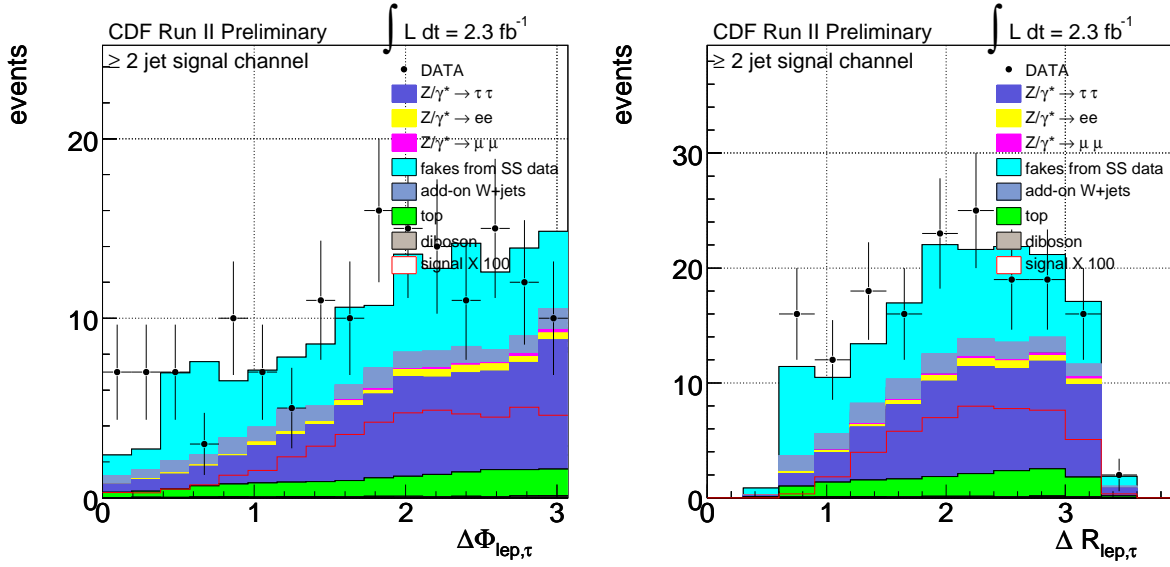 CDF Run II Preliminary ∫ L dt = 2.3 fb⁻¹
≥ 2 jet signal channel
events
DATA
Z/γ* → τ τ
Z/γ* → ee
Z/γ* → μ μ
fakes from SS data
add-on W+jets
top
diboson
signal X 100
20
10
0
0 1 2 3
ΔΦlep,τ
CDF Run II Preliminary ∫ L dt = 2.3 fb⁻¹
≥ 2 jet signal channel
events
DATA
Z/γ* → τ τ
Z/γ* → ee
Z/γ* → μ μ
fakes from SS data
add-on W+jets
top
diboson
signal X 100
30
20
10
0
0 1 2 3
Δ Rlep,τ